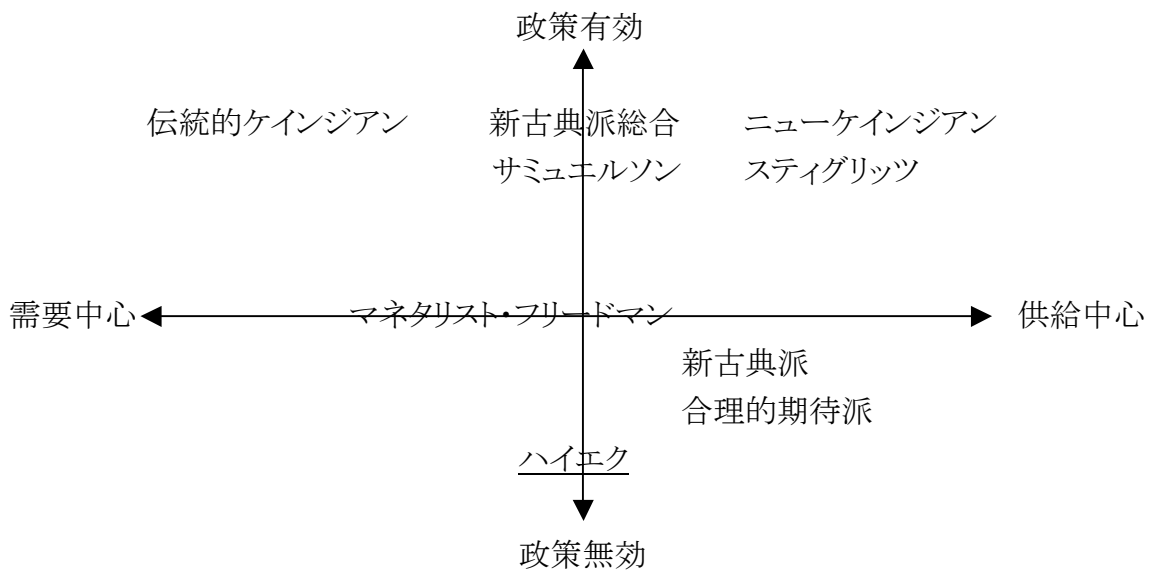 政策有効
伝統的ケインジアン 新古典派総合 ニューケインジアン
サミュエルソン スティグリッツ
需要中心 マネタリスト・フリードマン 供給中心
新古典派
合理的期待派
ハイエク
政策無効